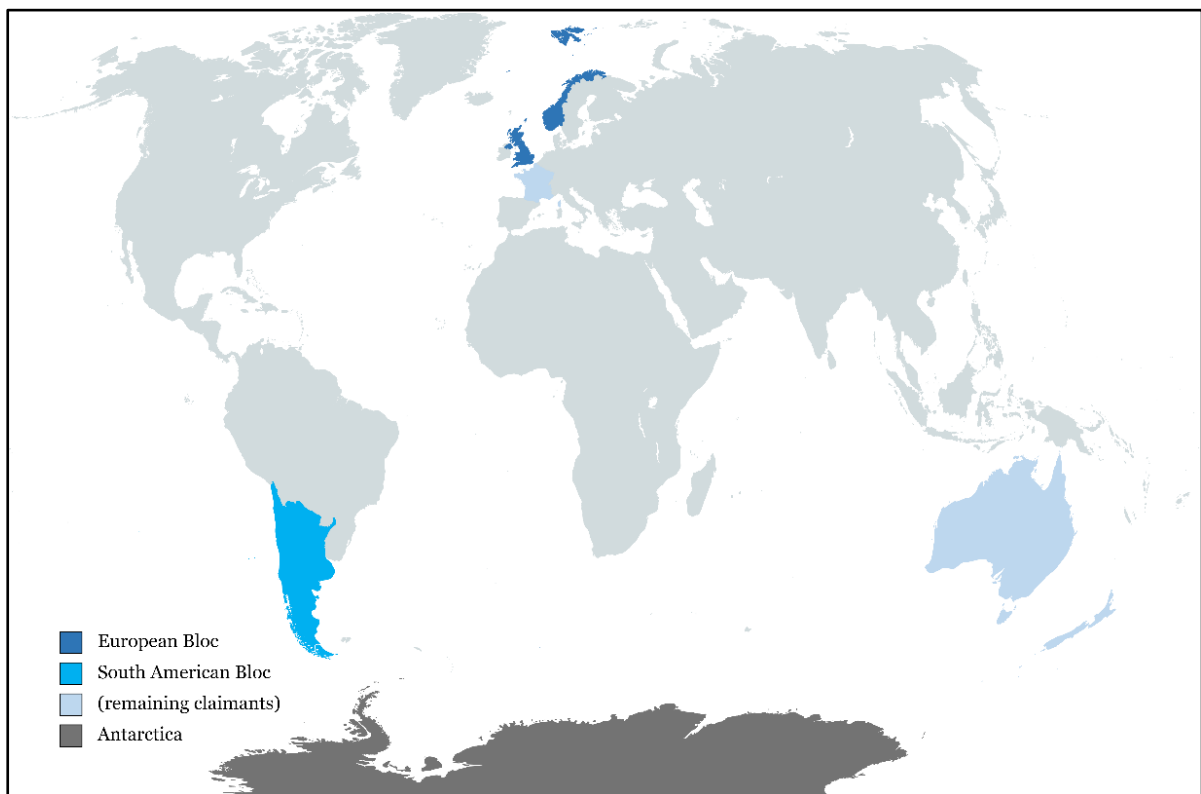 European Bloc
South American Bloc
(remaining claimants)
Antarctica